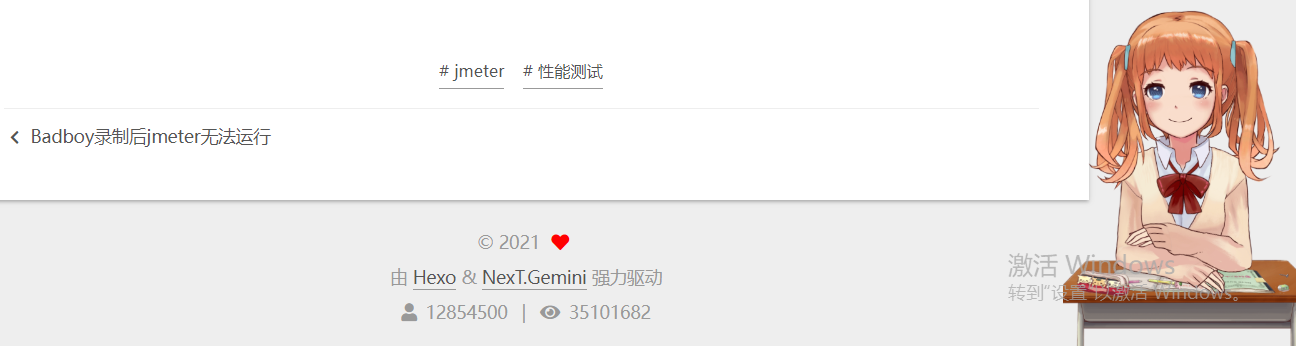 # jmeter # 性能测试
Badboy录制后jmeter无法运行
© 2021
由 Hexo & NexT.Gemini 强力驱动
12854500 | 35101682
激活 Windows
转到"设置"以激活 Windows。